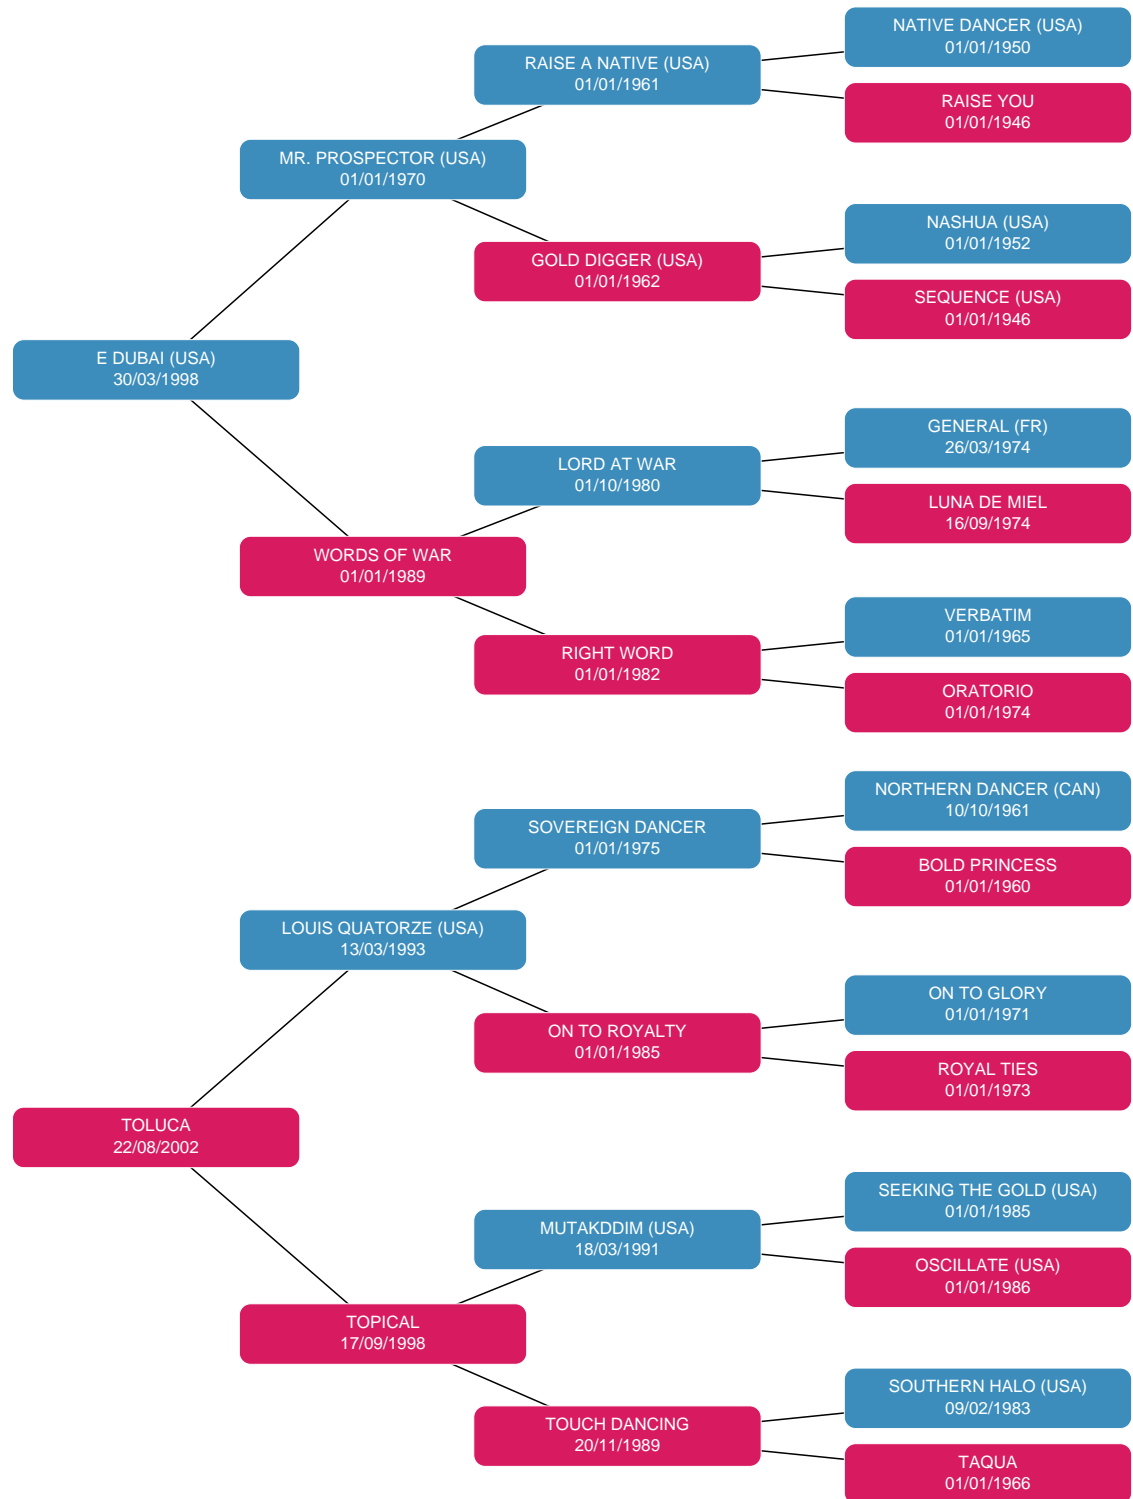 NATIVE DANCER (USA)
01/01/1950
RAISE A NATIVE (USA)
01/01/1961
RAISE YOU
01/01/1946
MR. PROSPECTOR (USA)
01/01/1970
NASHUA (USA)
01/01/1952
GOLD DIGGER (USA)
01/01/1962
SEQUENCE (USA)
01/01/1946
E DUBAI (USA)
30/03/1998
GENERAL (FR)
26/03/1974
LORD AT WAR
01/10/1980
LUNA DE MIEL
16/09/1974
WORDS OF WAR
01/01/1989
VERBATIM
01/01/1965
RIGHT WORD
01/01/1982
ORATORIO
01/01/1974
NORTHERN DANCER (CAN)
10/10/1961
SOVEREIGN DANCER
01/01/1975
BOLD PRINCESS
01/01/1960
LOUIS QUATORZE (USA)
13/03/1993
ON TO GLORY
01/01/1971
ON TO ROYALTY
01/01/1985
ROYAL TIES
01/01/1973
TOLUCA
22/08/2002
SEEKING THE GOLD (USA)
01/01/1985
MUTAKDDIM (USA)
18/03/1991
OSCILLATE (USA)
01/01/1986
TOPICAL
17/09/1998
SOUTHERN HALO (USA)
09/02/1983
TOUCH DANCING
20/11/1989
TAQUA
01/01/1966